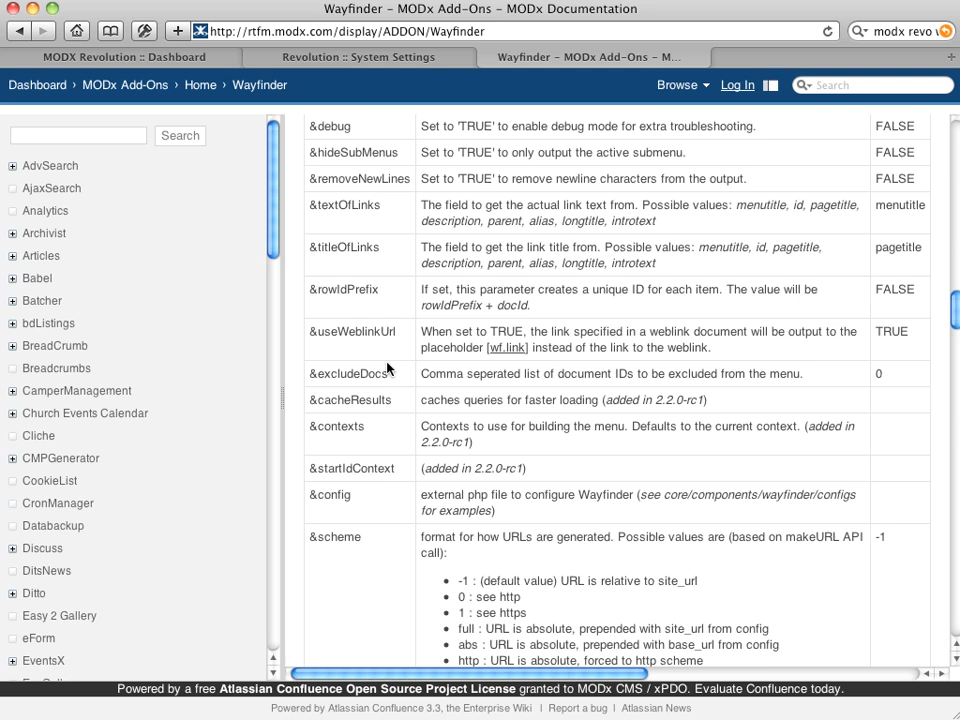 Wayfinder – MODx Add-Ons – MODx Documentation
http://rtfm.modx.com/display/ADDON/Wayfinder
modx revo
MODX Revolution :: Dashboard
Revolution :: System Settings
Wayfinder – MODx Add-Ons – M...
Dashboard › MODx Add-Ons › Home › Wayfinder
Browse
Log In
Search
Search
AdvSearch
AjaxSearch
Analytics
Archivist
Articles
Babel
Batcher
bdListings
BreadCrumb
Breadcrumbs
CamperManagement
Church Events Calendar
Cliche
CMPGenerator
CookieList
CronManager
Databackup
Discuss
DitsNews
Ditto
Easy 2 Gallery
eForm
EventsX
&debug Set to 'TRUE' to enable debug mode for extra troubleshooting. FALSE
&hideSubMenus Set to 'TRUE' to only output the active submenu. FALSE
&removeNewLines Set to 'TRUE' to remove newline characters from the output. FALSE
&textOfLinks The field to get the actual link text from. Possible values: menutitle, id, pagetitle, menutitle
description, parent, alias, longtitle, introtext
&titleOfLinks The field to get the link title from. Possible values: menutitle, id, pagetitle, pagetitle
description, parent, alias, longtitle, introtext
&rowIdPrefix If set, this parameter creates a unique ID for each item. The value will be FALSE
rowIdPrefix + docId.
&useWeblinkUrl When set to TRUE, the link specified in a weblink document will be output to the TRUE
placeholder [wf.link] instead of the link to the weblink.
&excludeDocs Comma seperated list of document IDs to be excluded from the menu. 0
&cacheResults caches queries for faster loading (added in 2.2.0-rc1)
&contexts Contexts to use for building the menu. Defaults to the current context. (added in
2.2.0-rc1)
&startIdContext (added in 2.2.0-rc1)
&config external php file to configure Wayfinder (see core/components/wayfinder/configs
for examples)
&scheme format for how URLs are generated. Possible values are (based on makeURL API -1
call):
• -1 : (default value) URL is relative to site_url
• 0 : see http
• 1 : see https
• full : URL is absolute, prepended with site_url from config
• abs : URL is absolute, prepended with base_url from config
• http : URL is absolute, forced to http scheme
Powered by a free Atlassian Confluence Open Source Project License granted to MODx CMS / xPDO. Evaluate Confluence today.
Powered by Atlassian Confluence 3.3, the Enterprise Wiki | Report a bug | Atlassian News